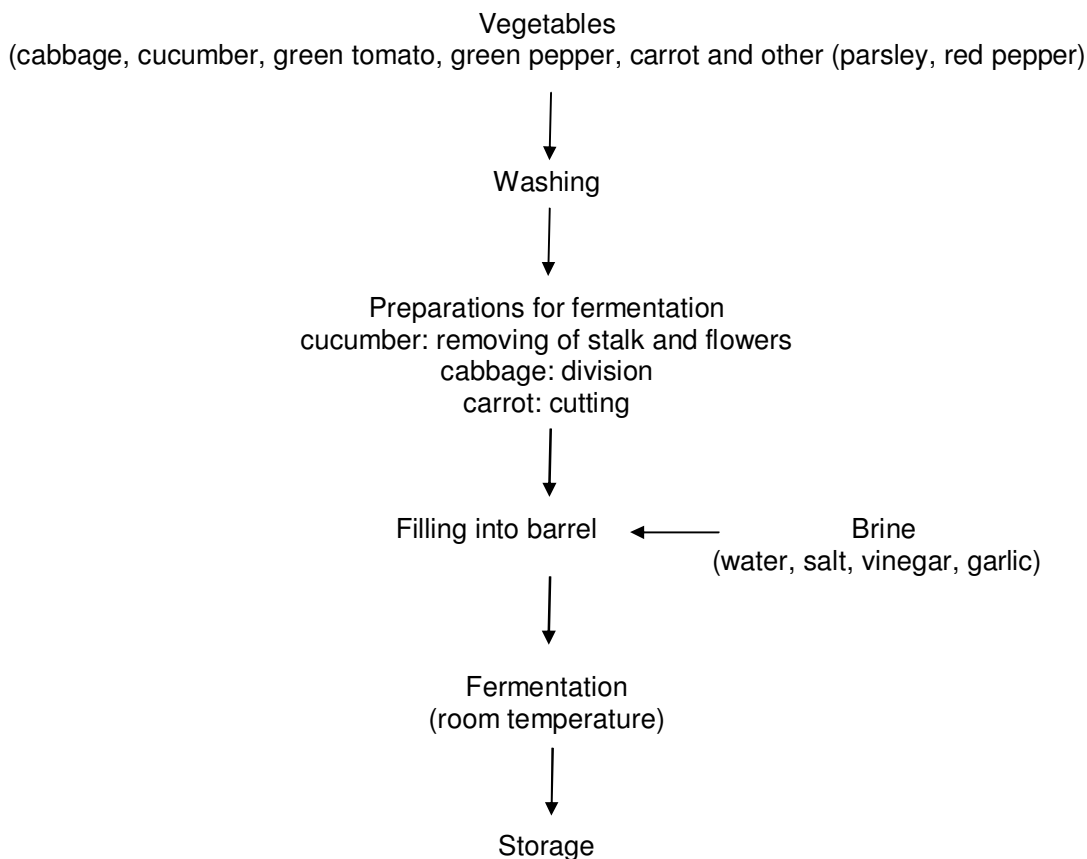 Vegetables
(cabbage, cucumber, green tomato, green pepper, carrot and other (parsley, red pepper)
Washing
Preparations for fermentation
cucumber: removing of stalk and flowers
cabbage: division
carrot: cutting
Filling into barrel
Brine
(water, salt, vinegar, garlic)
Fermentation
(room temperature)
Storage